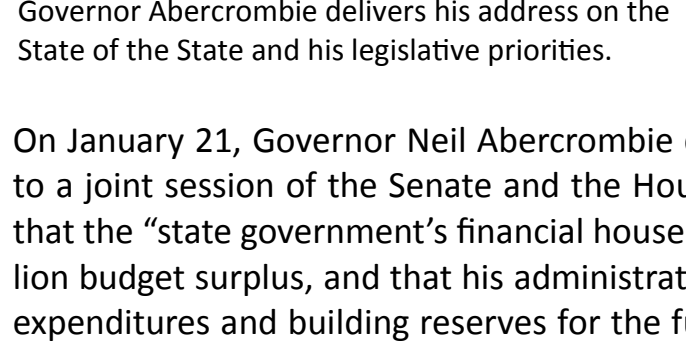 Governor Abercrombie delivers his address on the
State of the State and his legislative priorities.
On January 21, Governor Neil Abercrombie
to a joint session of the Senate and the
that the “state government’s financial house
lion budget surplus, and that his
expenditures and building reserves for the